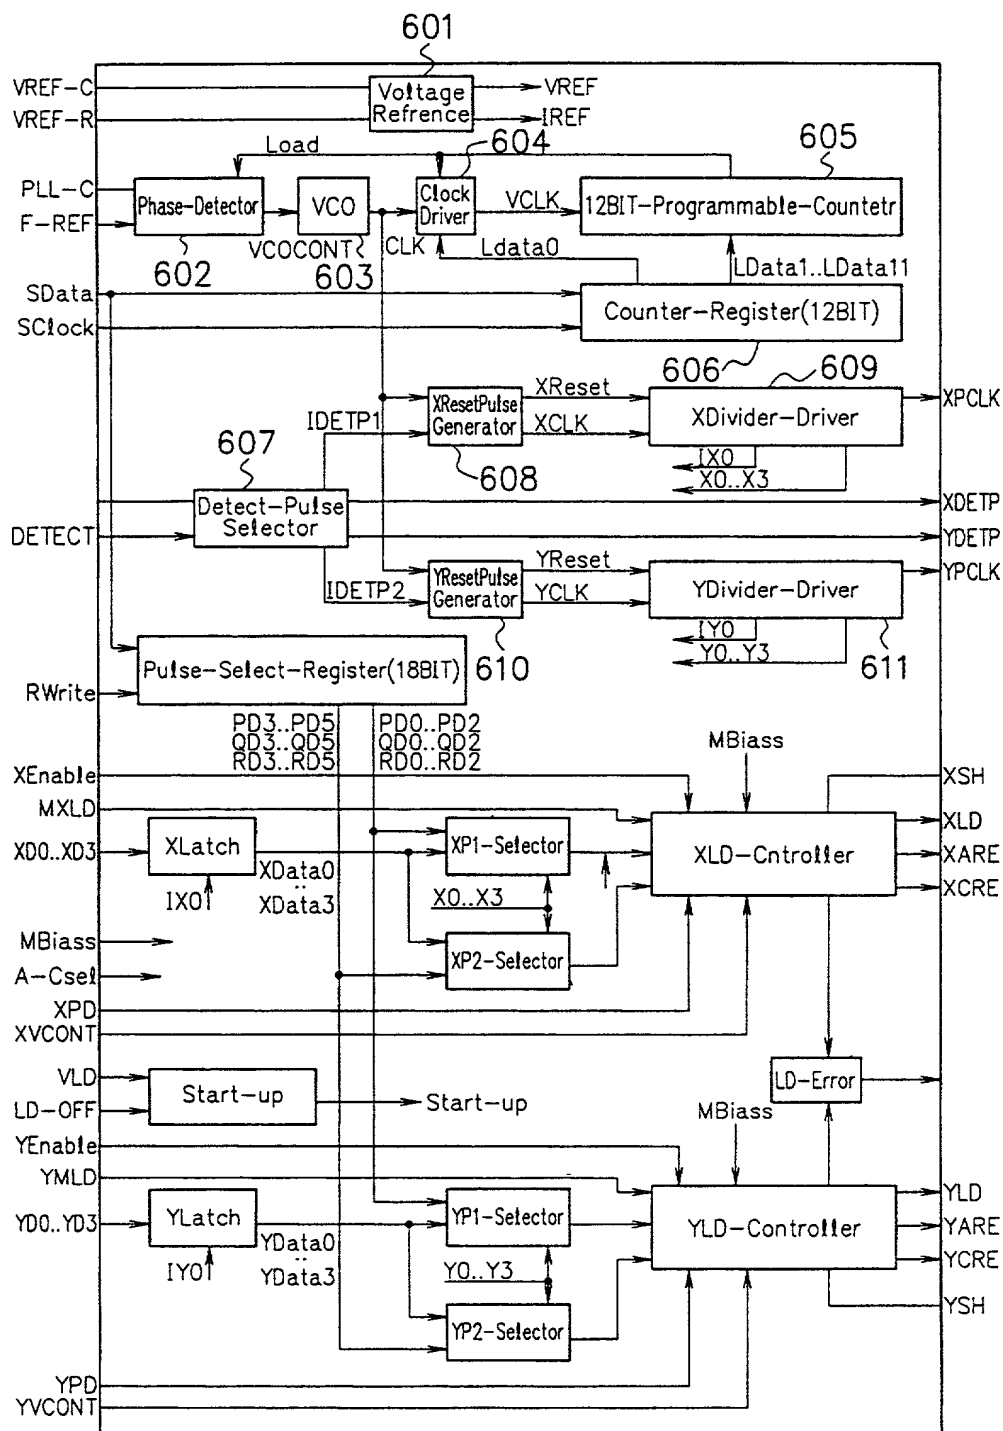 601
VREF-C
Voltage
Refrence
VREF
VREF-R
IREF
Load
604
605
PLL-C
Phase-Detector
VCO
Clock
Driver
VCLK
12BIT-Programmable-Countetr
F-REF
VCOCONT
CLK
602
603
Ldata0
LData1..LData11
SData
Counter-Register(12BIT)
SClock
606
609
XReset
XPCLK
IDETP1
XResetPulse
Generator
XCLK
XDivider-Driver
607
608
IX0
X0..X3
Detect-Pulse
Selector
XDETP
DETECT
YDETP
YReset
YPCLK
IDETP2
YResetPulse
Generator
YCLK
YDivider-Driver
610
IY0
Y0..Y3
611
Pulse-Select-Register(18BIT)
RWrite
PD3..PD5
QD3..QD5
RD3..RD5
PD0..PD2
QD0..QD2
RD0..RD2
MBiass
XEnable
XSH
MXLD
XLD
XD0..XD3
XLatch
XP1-Selector
XLD-Cntroller
XARE
XData0
..
XData3
IX0
X0..X3
XCRE
MBiass
XP2-Selector
A-Csel
XPD
XVCONT
VLD
Start-up
LD-Error
LD-OFF
Start-up
MBiass
YEnable
YMLD
YLD
YD0..YD3
YLatch
YP1-Selector
YLD-Controller
YARE
YData0
..
YData3
IY0
Y0..Y3
YCRE
YSH
YP2-Selector
YPD
YVCONT